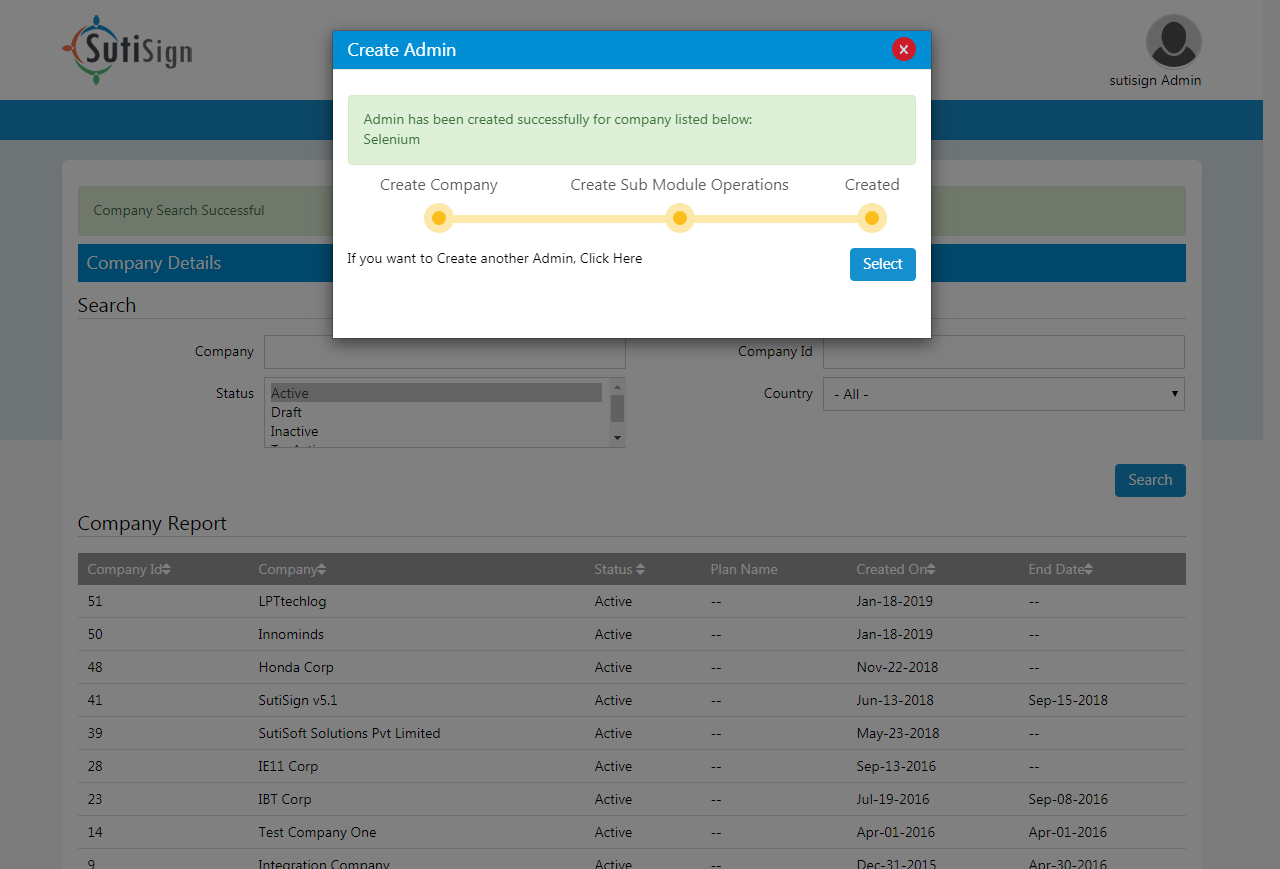 SutiSign
sutisign Admin
Create Admin
Admin has been created successfully for company listed below:
Selenium
Create Company Create Sub Module Operations Created
If you want to Create another Admin, Click Here Select
Company Search Successful
Company Details
Search
Company Company Id
Status Active Country - All -
Draft
Inactive
Search
Company Report
Company Id Company Status Plan Name Created On End Date
51 LPTtechlog Active -- Jan-18-2019 --
50 Innominds Active -- Jan-18-2019 --
48 Honda Corp Active -- Nov-22-2018 --
41 SutiSign v5.1 Active -- Jun-13-2018 Sep-15-2018
39 SutiSoft Solutions Pvt Limited Active -- May-23-2018 --
28 IE11 Corp Active -- Sep-13-2016 --
23 IBT Corp Active -- Jul-19-2016 Sep-08-2016
14 Test Company One Active -- Apr-01-2016 Apr-01-2016
9 Integration Company Active -- Dec-31-2015 Apr-30-2016